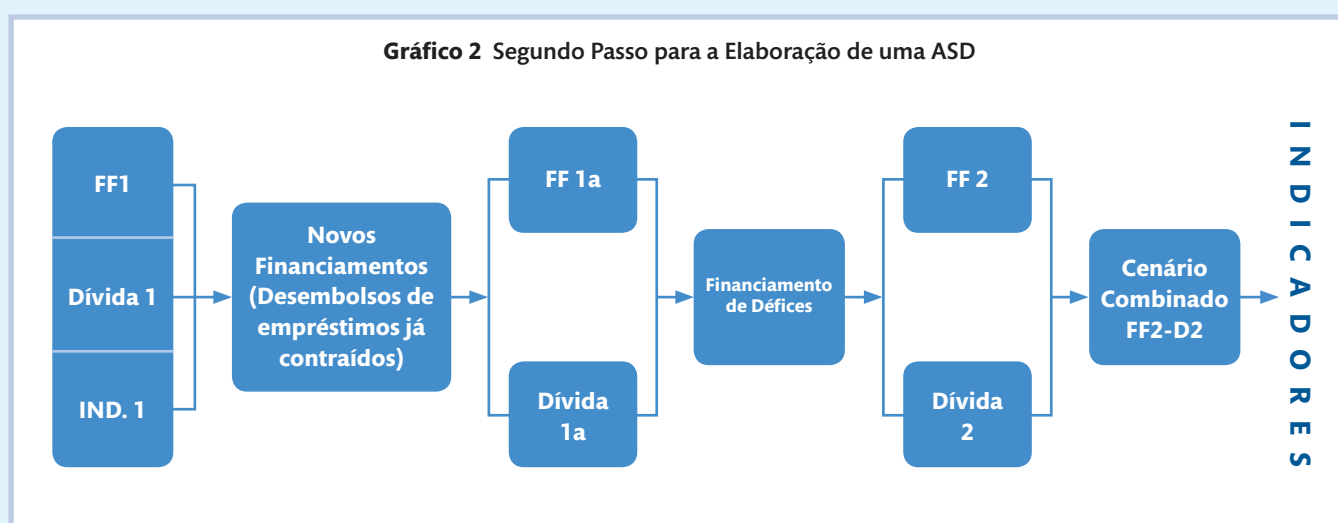 Gráfico 2 Segundo Passo para a Elaboração de uma ASD
FF1
Dívida 1
IND. 1
Novos
Financiamentos
(Desembolsos de
empréstimos já
contraídos)
FF 1a
Dívida
1a
Financiamento
de Défices
FF 2
Dívida
2
Cenário
Combinado
FF2-D2
INDICADORES